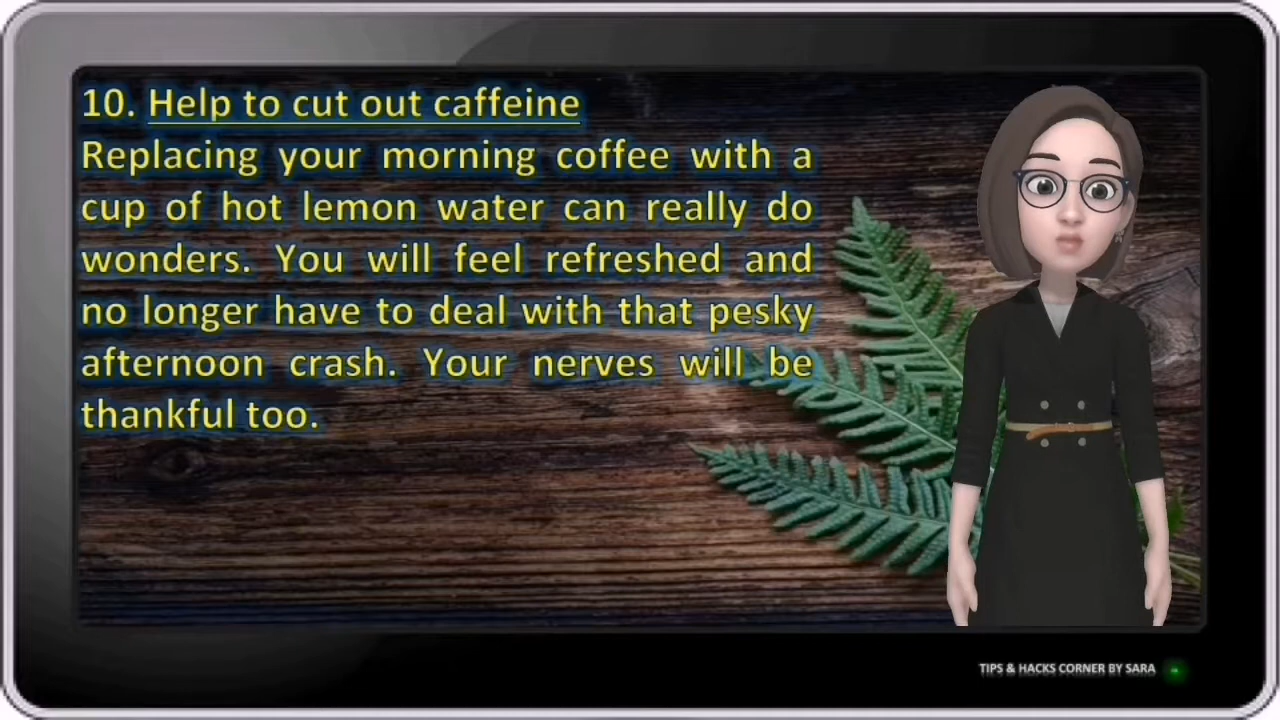 10. Help to cut out caffeine
Replacing your morning coffee with a
cup of hot lemon water can really do
wonders. You will feel refreshed and
no longer have to deal with that pesky
afternoon crash. Your nerves will be
thankful too.
TIPS & HACKS CORNER BY SARA